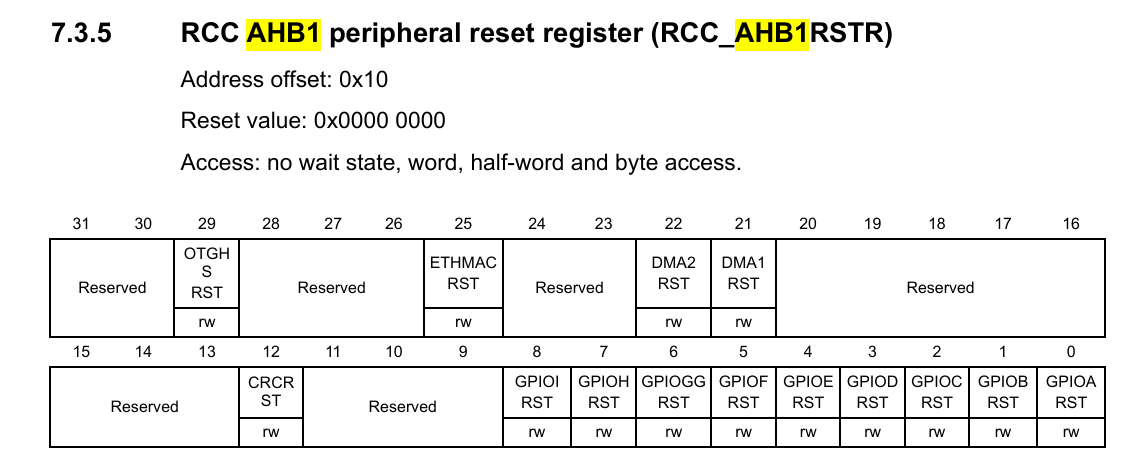 7.3.5 RCC AHB1 peripheral reset register (RCC_AHB1RSTR)
Address offset: 0x10
Reset value: 0x0000 0000
Access: no wait state, word, half-word and byte access.
31 30 29 28 27 26 25 24 23 22 21 20 19 18 17 16
Reserved OTGH S RST Reserved ETHMAC RST Reserved DMA2 RST DMA1 RST Reserved
rw rw rw rw
15 14 13 12 11 10 9 8 7 6 5 4 3 2 1 0
Reserved CRCR ST Reserved GPIOI RST GPIOH RST GPIOGG RST GPIOF RST GPIOE RST GPIOD RST GPIOC RST GPIOB RST GPIOA RST
rw rw rw rw rw rw rw rw rw rw